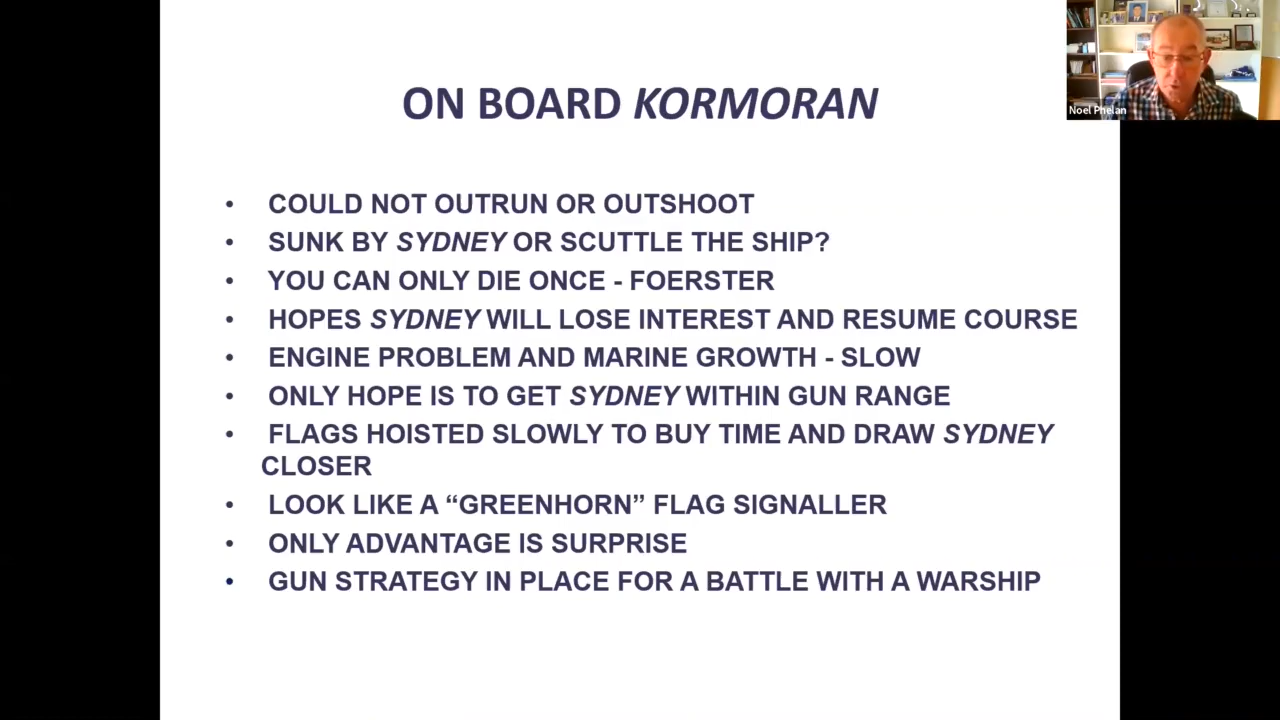 ON BOARD KORMORAN
Noel Phelan
• COULD NOT OUTRUN OR OUTSHOOT
• SUNK BY SYDNEY OR SCUTTLE THE SHIP?
• YOU CAN ONLY DIE ONCE - FOERSTER
• HOPES SYDNEY WILL LOSE INTEREST AND RESUME COURSE
• ENGINE PROBLEM AND MARINE GROWTH - SLOW
• ONLY HOPE IS TO GET SYDNEY WITHIN GUN RANGE
• FLAGS HOISTED SLOWLY TO BUY TIME AND DRAW SYDNEY
CLOSER
• LOOK LIKE A “GREENHORN” FLAG SIGNALLER
• ONLY ADVANTAGE IS SURPRISE
• GUN STRATEGY IN PLACE FOR A BATTLE WITH A WARSHIP